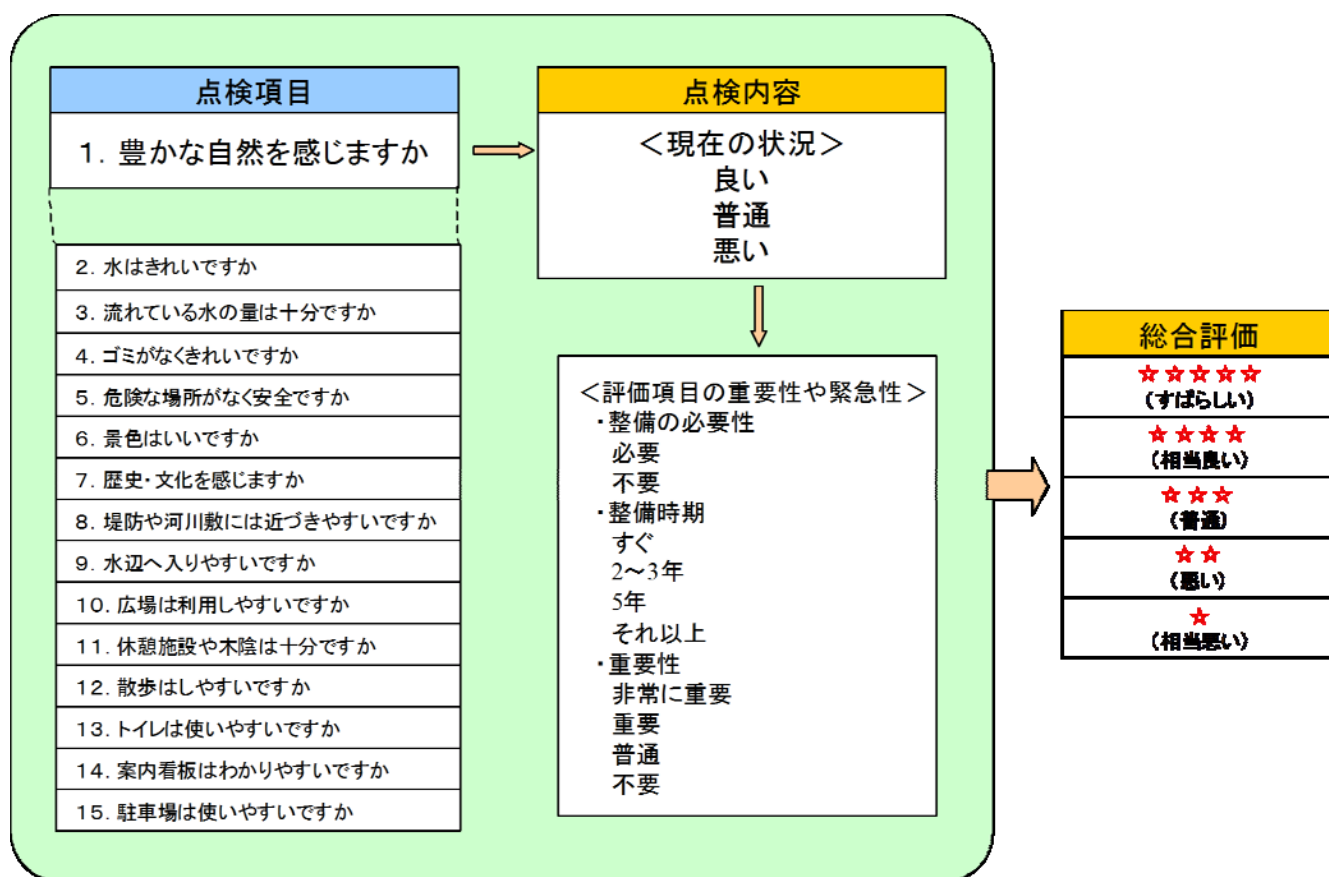 点検項目
1．豊かな自然を感じますか
2．水はきれいですか
3．流れている水の量は十分ですか
4．ゴミがなくきれいですか
5．危険な場所がなく安全ですか
6．景色はいいですか
7．歴史・文化を感じますか
8．堤防や河川敷には近づきやすいですか
9．水辺へ入りやすいですか
10．広場は利用しやすいですか
11．休憩施設や木陰は十分ですか
12．散歩はしやすいですか
13．トイレは使いやすいですか
14．案内看板はわかりやすいですか
15．駐車場は使いやすいですか
点検内容
＜現在の状況＞
良い
普通
悪い
＜評価項目の重要性や緊急性＞
・整備の必要性
必要
不要
・整備時期
すぐ
2～3年
5年
それ以上
・重要性
非常に重要
重要
普通
不要
総合評価
☆☆☆☆☆
（すばらしい）
☆☆☆☆
（相当良い）
☆☆☆
（普通）
☆☆
（悪い）
☆
（相当悪い）